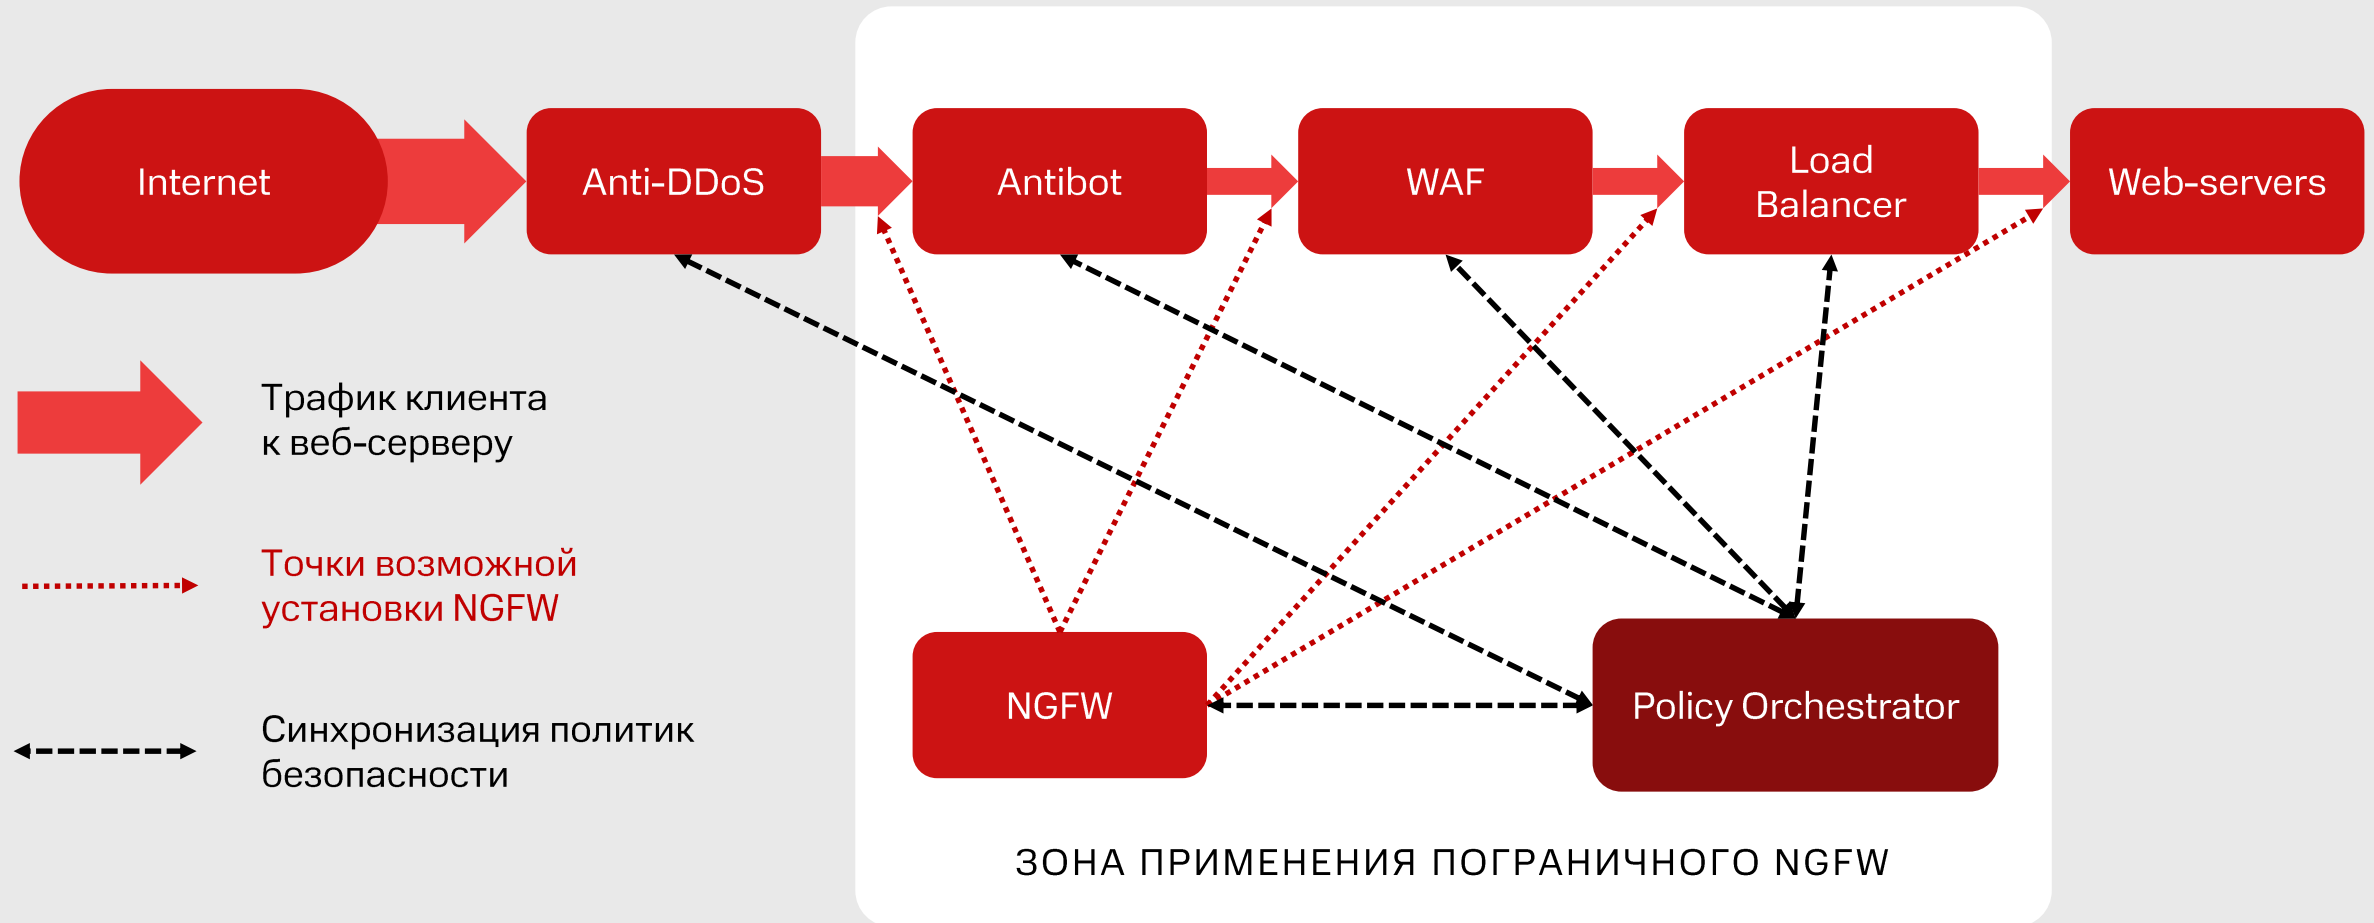 Internet
Anti-DDoS
Antibot
WAF
Load
Balancer
Web-servers
Трафик клиента
к веб-серверу
Точки возможной
установки NGFW
Синхронизация политик
безопасности
NGFW
Policy Orchestrator
ЗОНА ПРИМЕНЕНИЯ ПОГРАНИЧНОГО NGFW